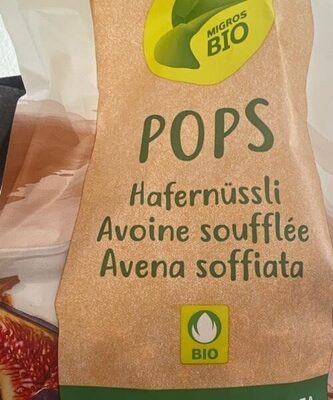 MIGROS
BIO
POPS
Hafernüssli
Avoine soufflée
Avena soffiata
BIO